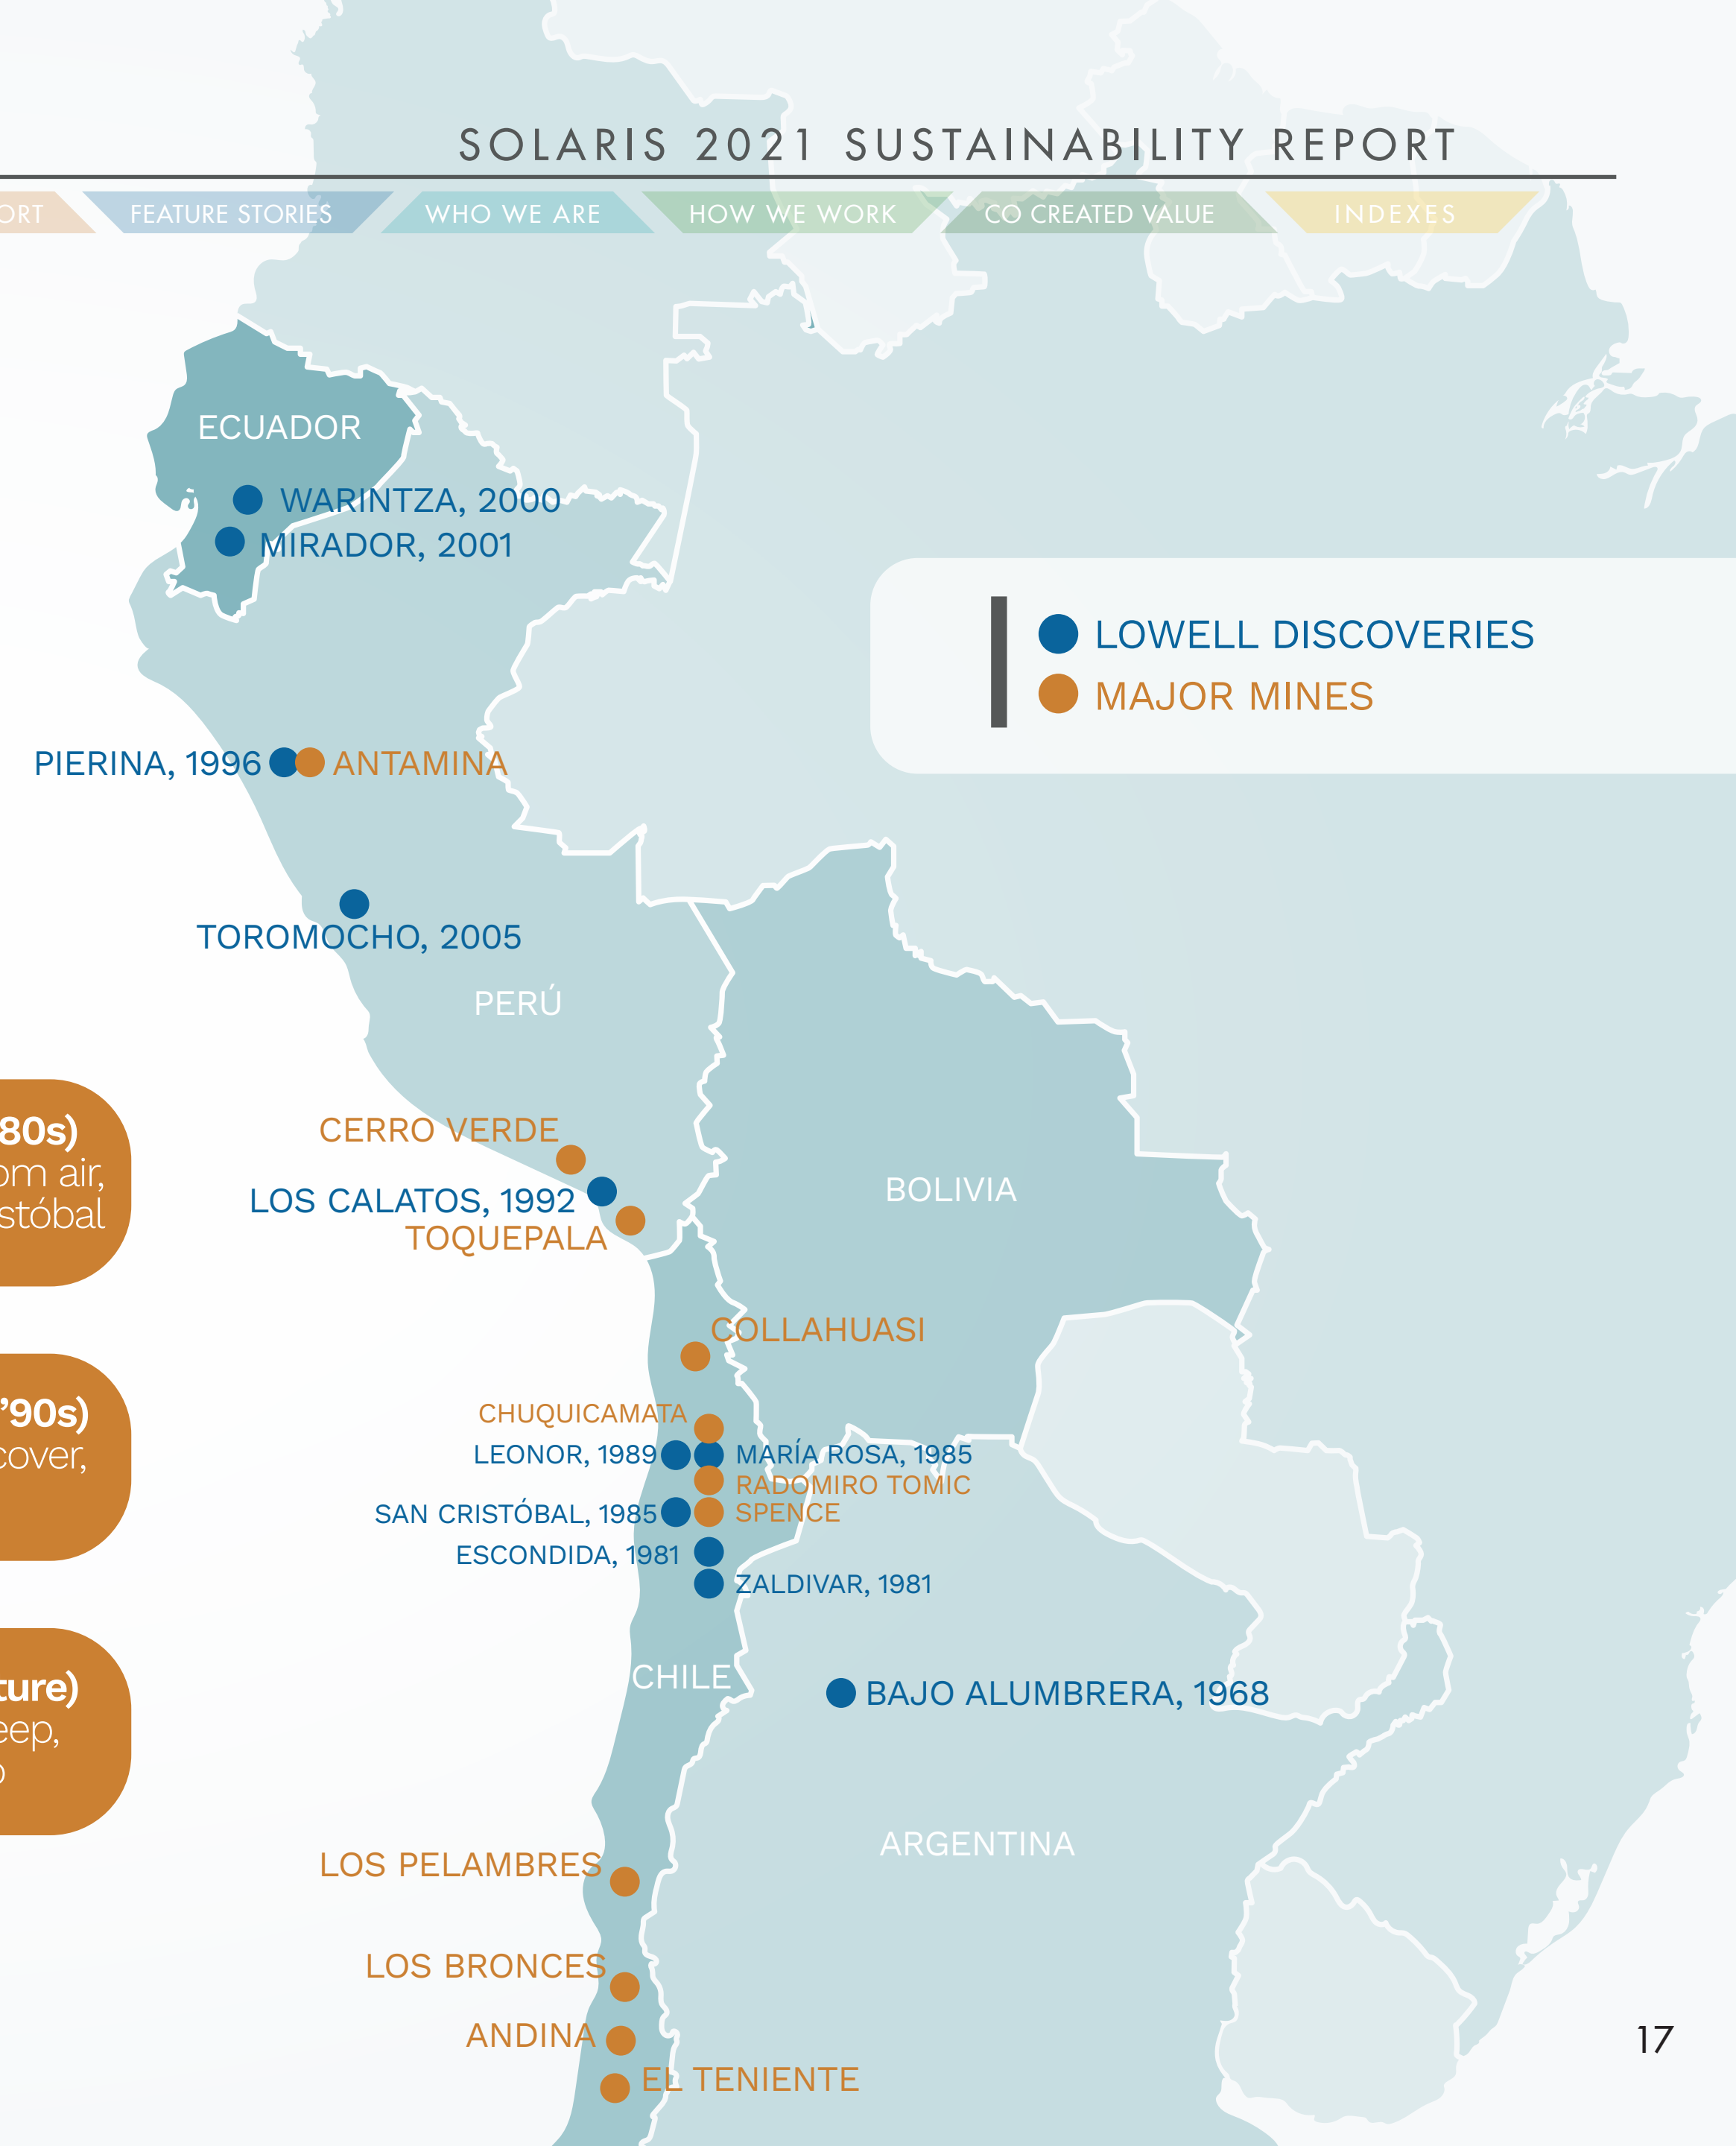 SOLARIS 2021 SUSTAINABILITY REPORT
ORT FEATURE STORIES WHO WE ARE HOW WE WORK CO CREATED VALUE INDEXES
ECUADOR
WARINTZA, 2000
MIRADOR, 2001
LOWELL DISCOVERIES
MAJOR MINES
PIERINA, 1996 ANTAMINA
TOROMOCHO, 2005
PERÚ
80s)
om air,
stóbal
CERRO VERDE
LOS CALATOS, 1992
TOQUEPALA
BOLIVIA
COLLAHUASI
’90s)
cover,
CHUQUICAMATA
LEONOR, 1989 MARÍA ROSA, 1985
RADOMIRO TOMIC
SAN CRISTÓBAL, 1985 SPENCE
ESCONDIDA, 1981
ZALDIVAR, 1981
CHILE
BAJO ALUMBRERA, 1968
ture)
eep,
ARGENTINA
LOS PELAMBRES
LOS BRONCES
ANDINA
EL TENIENTE
17